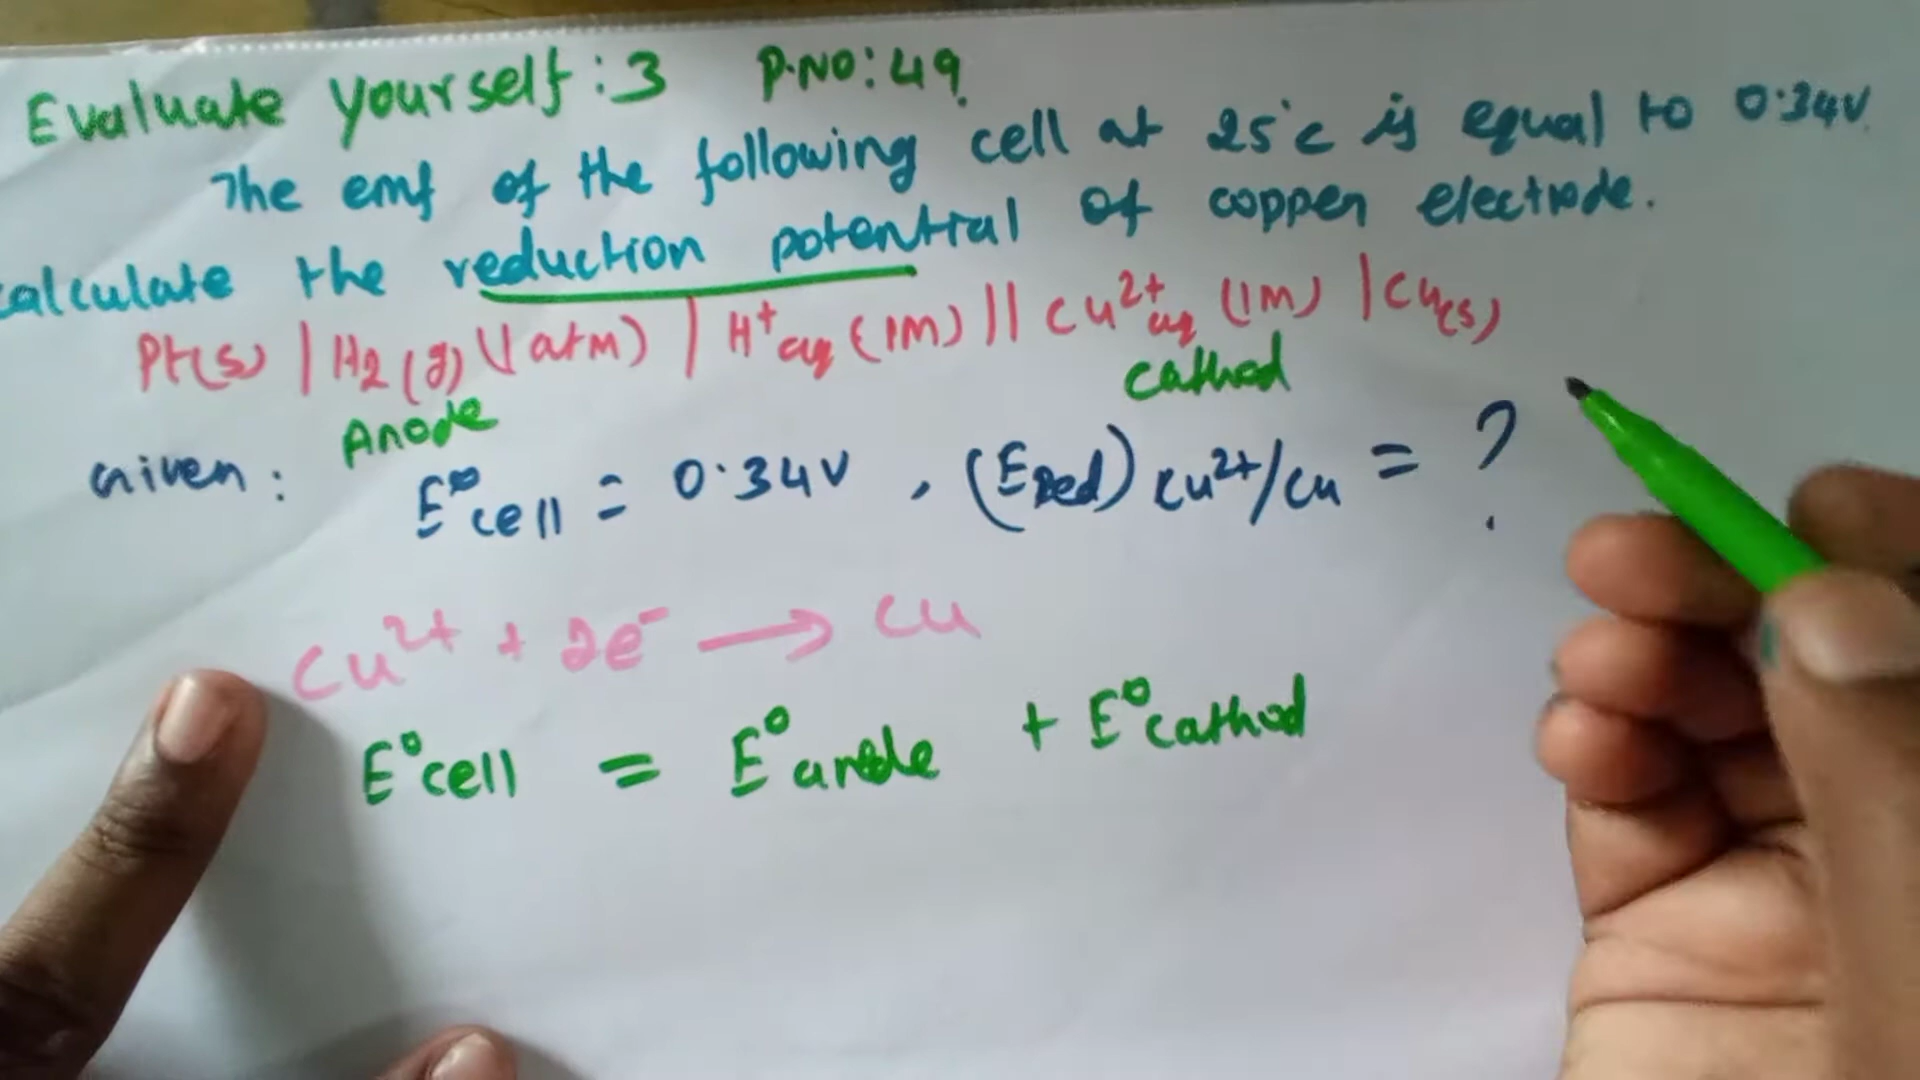 Evaluate yourself: 3 P.NO: 49.
The emf of the following cell at 25°c is equal to 0.34V.
calculate the reduction potential of copper electrode.
Pt(s) | H₂(g) (1atm) | H⁺aq (1M) || Cu²⁺aq (1M) | Cu(s)
Anode cathod
Given: E°cell = 0.34V, (ERed) Cu²⁺/Cu = ?
Cu²⁺ + 2e⁻ → Cu
E°cell = E°anode + E°cathod